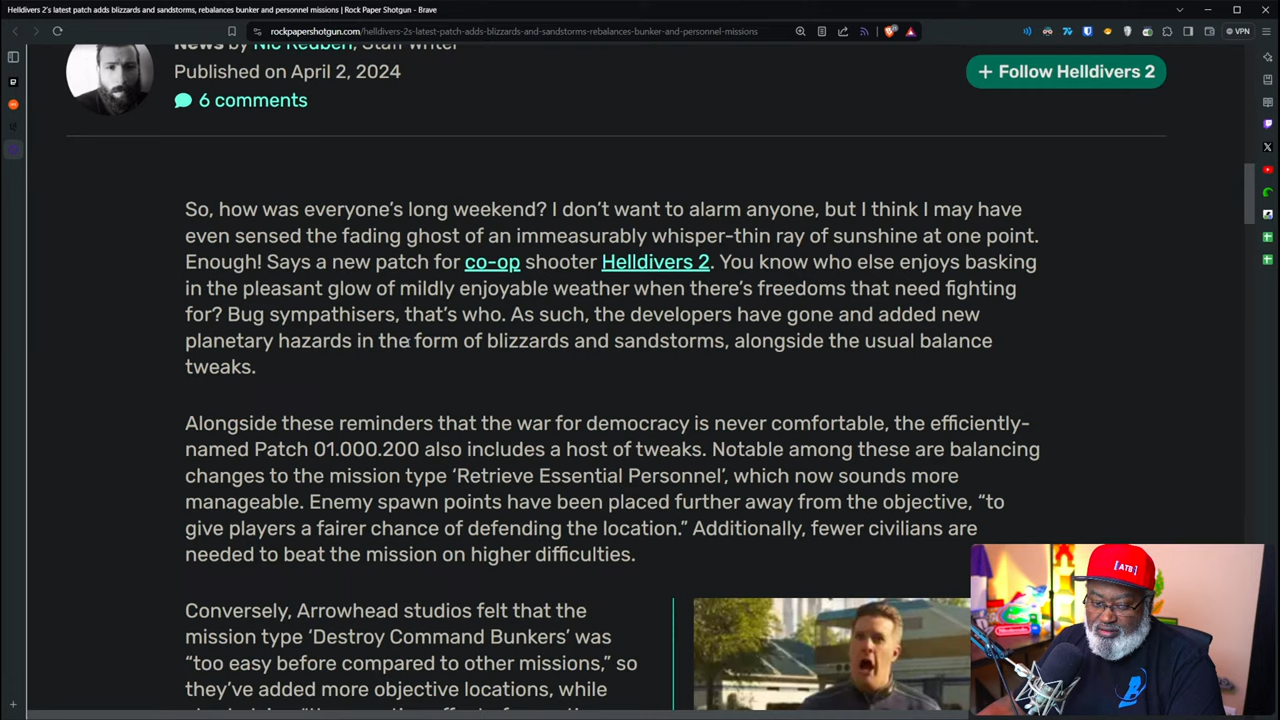 Helldivers 2's latest patch adds blizzards and sandstorms, rebalances bunker and personnel missions | Rock Paper Shotgun - Brave
rockpapershotgun.com/helldivers-2s-latest-patch-adds-blizzards-and-sandstorms-rebalances-bunker-and-personnel-missions
VPN
News by Nic Reuben, Staff Writer
Published on April 2, 2024
6 comments
+ Follow Helldivers 2
So, how was everyone's long weekend? I don't want to alarm anyone, but I think I may have
even sensed the fading ghost of an immeasurably whisper-thin ray of sunshine at one point.
Enough! Says a new patch for co-op shooter Helldivers 2. You know who else enjoys basking
in the pleasant glow of mildly enjoyable weather when there's freedoms that need fighting
for? Bug sympathisers, that's who. As such, the developers have gone and added new
planetary hazards in the form of blizzards and sandstorms, alongside the usual balance
tweaks.
Alongside these reminders that the war for democracy is never comfortable, the efficiently-
named Patch 01.000.200 also includes a host of tweaks. Notable among these are balancing
changes to the mission type 'Retrieve Essential Personnel', which now sounds more
manageable. Enemy spawn points have been placed further away from the objective, "to
give players a fairer chance of defending the location." Additionally, fewer civilians are
needed to beat the mission on higher difficulties.
Conversely, Arrowhead studios felt that the
mission type 'Destroy Command Bunkers' was
"too easy before compared to other missions," so
they've added more objective locations, while
[ATB]
Nintendo